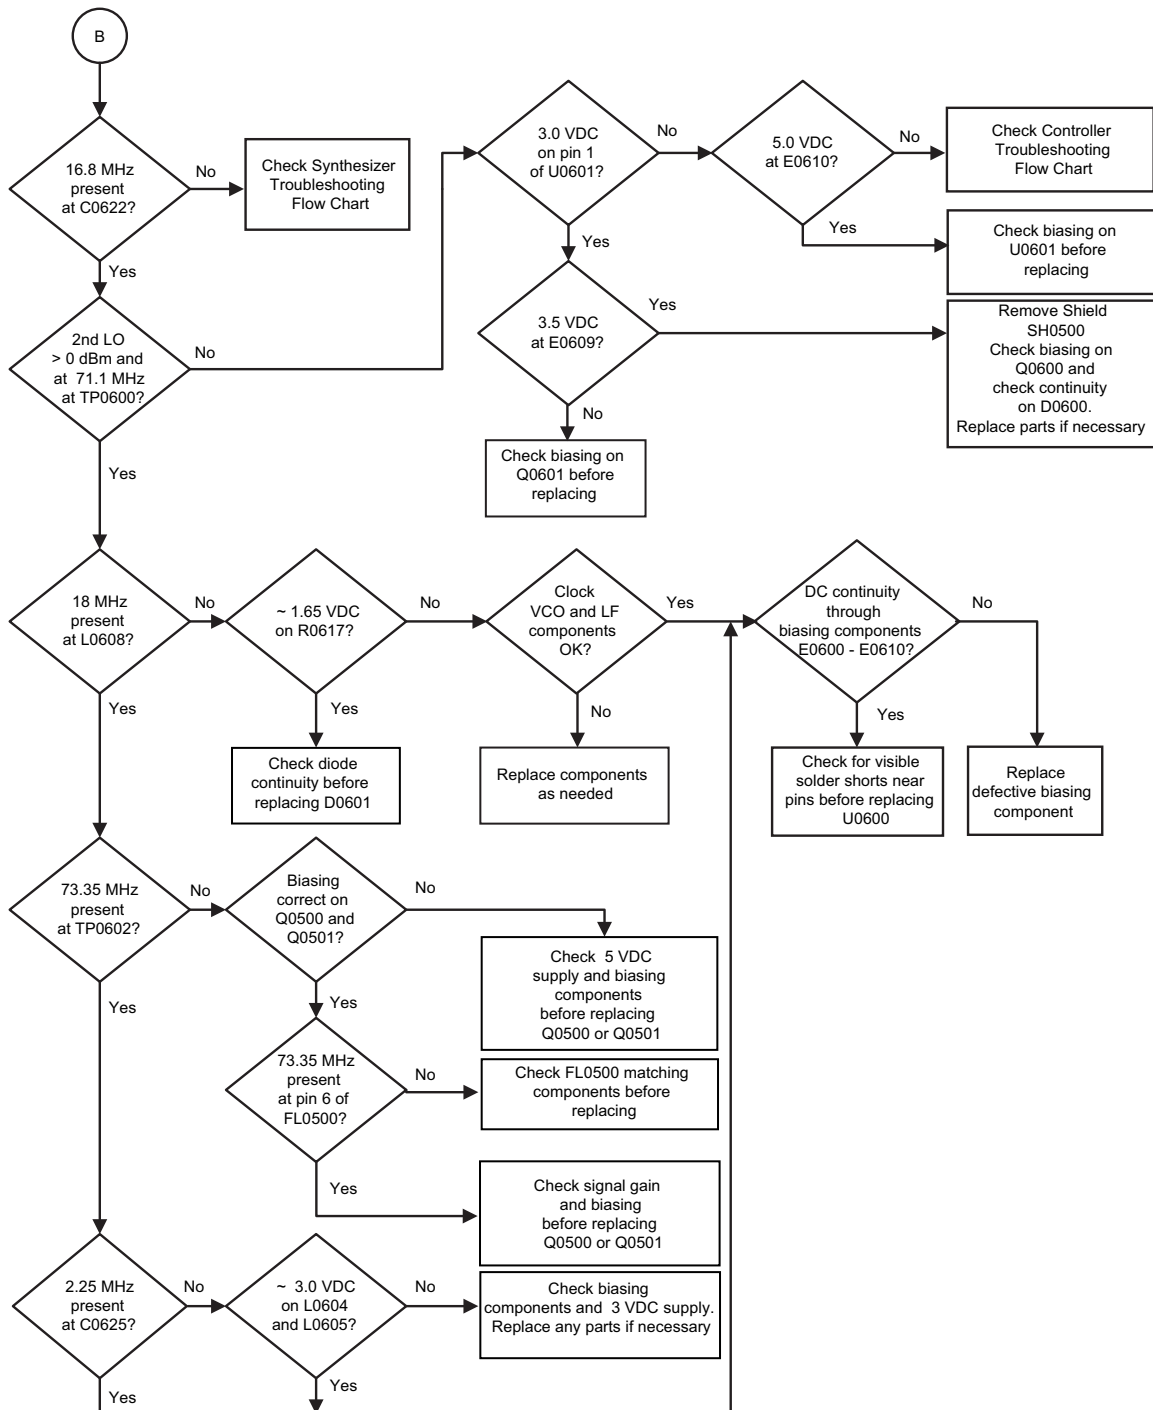 B
16.8 MHz
present
at C0622?
No
Check Synthesizer
Troubleshooting
Flow Chart
Yes
3.0 VDC
on pin 1
of U0601?
No
5.0 VDC
at E0610?
No
Check Controller
Troubleshooting
Flow Chart
Yes
Check biasing on
U0601 before
replacing
Yes
3.5 VDC
at E0609?
Yes
Remove Shield
SH0500
Check biasing on
Q0600 and
check continuity
on D0600.
Replace parts if necessary
No
Check biasing on
Q0601 before
replacing
2nd LO
> 0 dBm and
at 71.1 MHz
at TP0600?
No
Yes
18 MHz
present
at L0608?
No
~ 1.65 VDC
on R0617?
No
Clock
VCO and LF
components
OK?
Yes
DC continuity
through
biasing components
E0600 - E0610?
No
Yes
Yes
No
Yes
Check diode
continuity before
replacing D0601
Replace components
as needed
Check for visible
solder shorts near
pins before replacing
U0600
Replace
defective biasing
component
73.35 MHz
present
at TP0602?
No
Biasing
correct on
Q0500 and
Q0501?
No
Check 5 VDC
supply and biasing
components
before replacing
Q0500 or Q0501
Yes
Yes
73.35 MHz
present
at pin 6 of
FL0500?
No
Check FL0500 matching
components before
replacing
Yes
Check signal gain
and biasing
before replacing
Q0500 or Q0501
2.25 MHz
present
at C0625?
No
~ 3.0 VDC
on L0604
and L0605?
No
Check biasing
components and 3 VDC supply.
Replace any parts if necessary
Yes
Yes